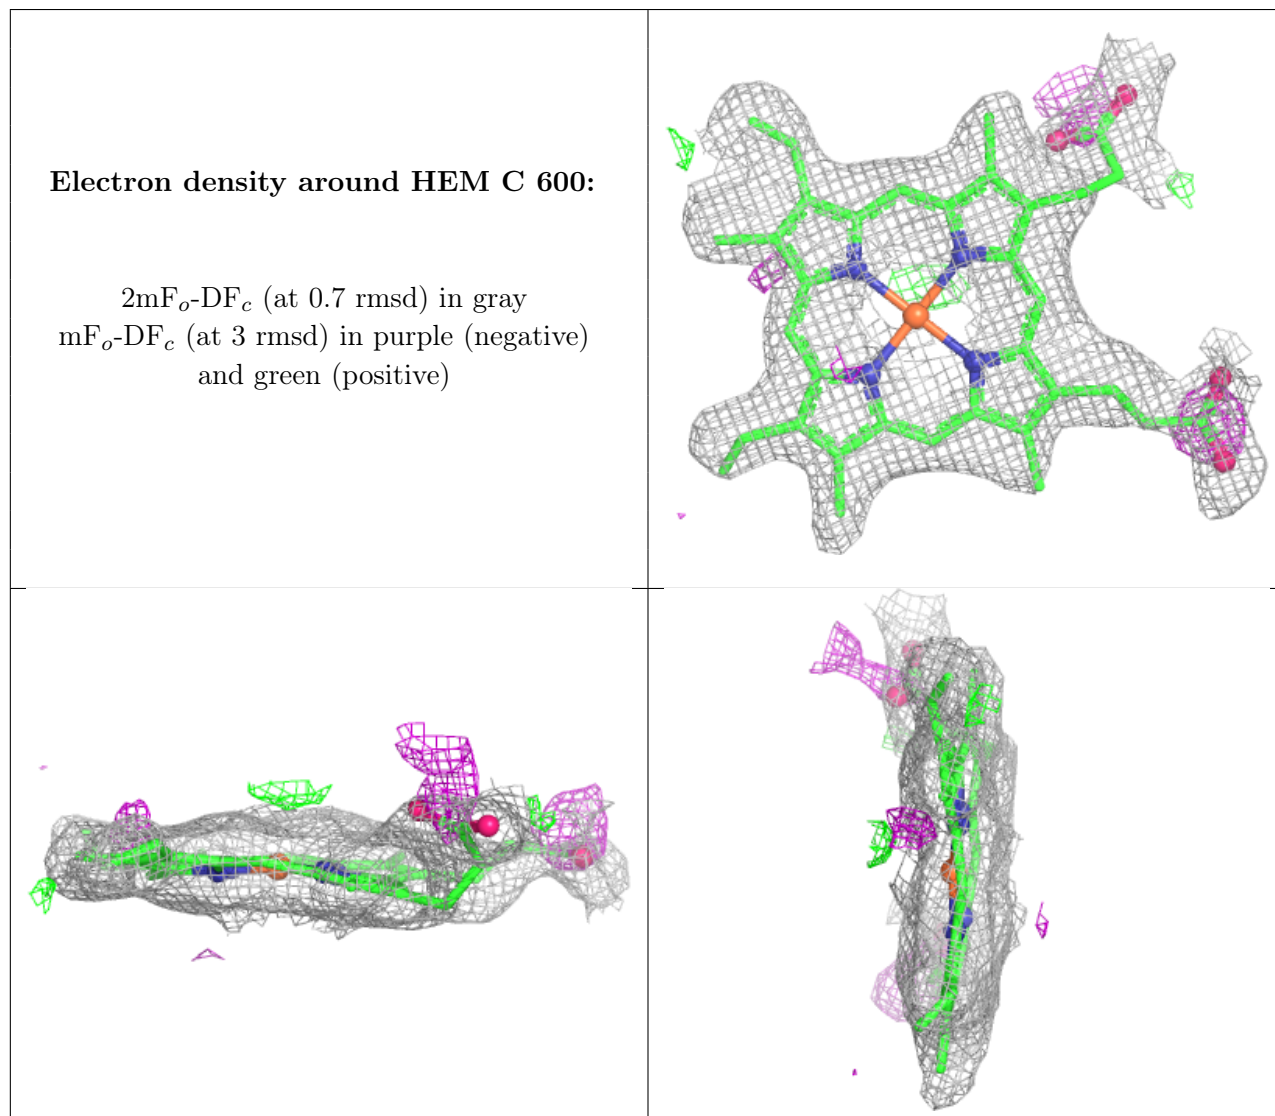 Electron density around HEM C 600:
2mFo-DFc (at 0.7 rmsd) in gray
mFo-DFc (at 3 rmsd) in purple (negative)
and green (positive)